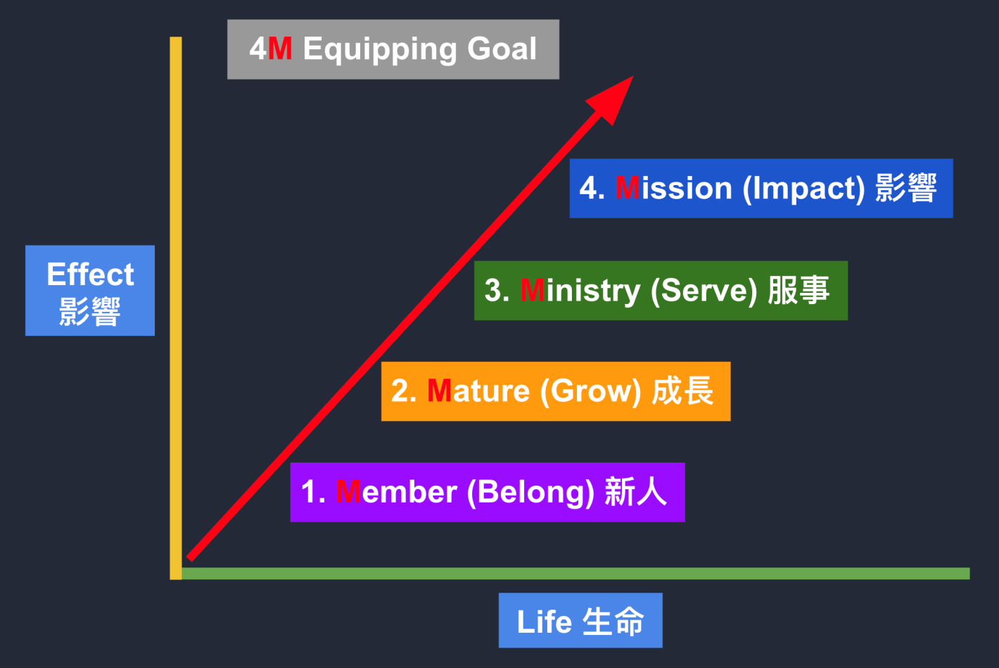 4M Equipping Goal
4. Mission (Impact) 影響
3. Ministry (Serve) 服事
Effect
影響
2. Mature (Grow) 成長
1. Member (Belong) 新人
Life 生命